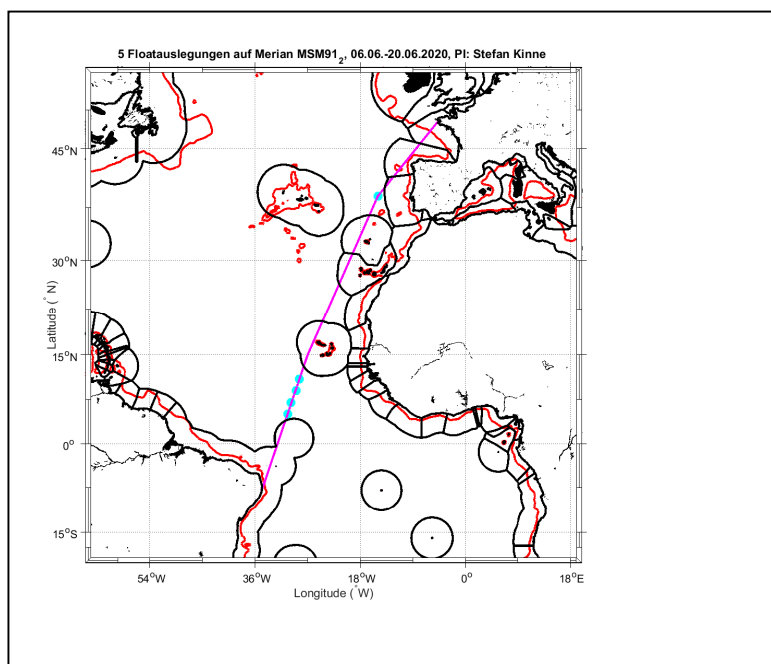 5 Floatauslegungen auf Merian MSM91₂, 06.06.-20.06.2020, PI: Stefan Kinne
45°N
30°N
15°N
0°
15°S
Latitude (°N)
54°W
36°W
18°W
0°
18°E
Longitude (°W)